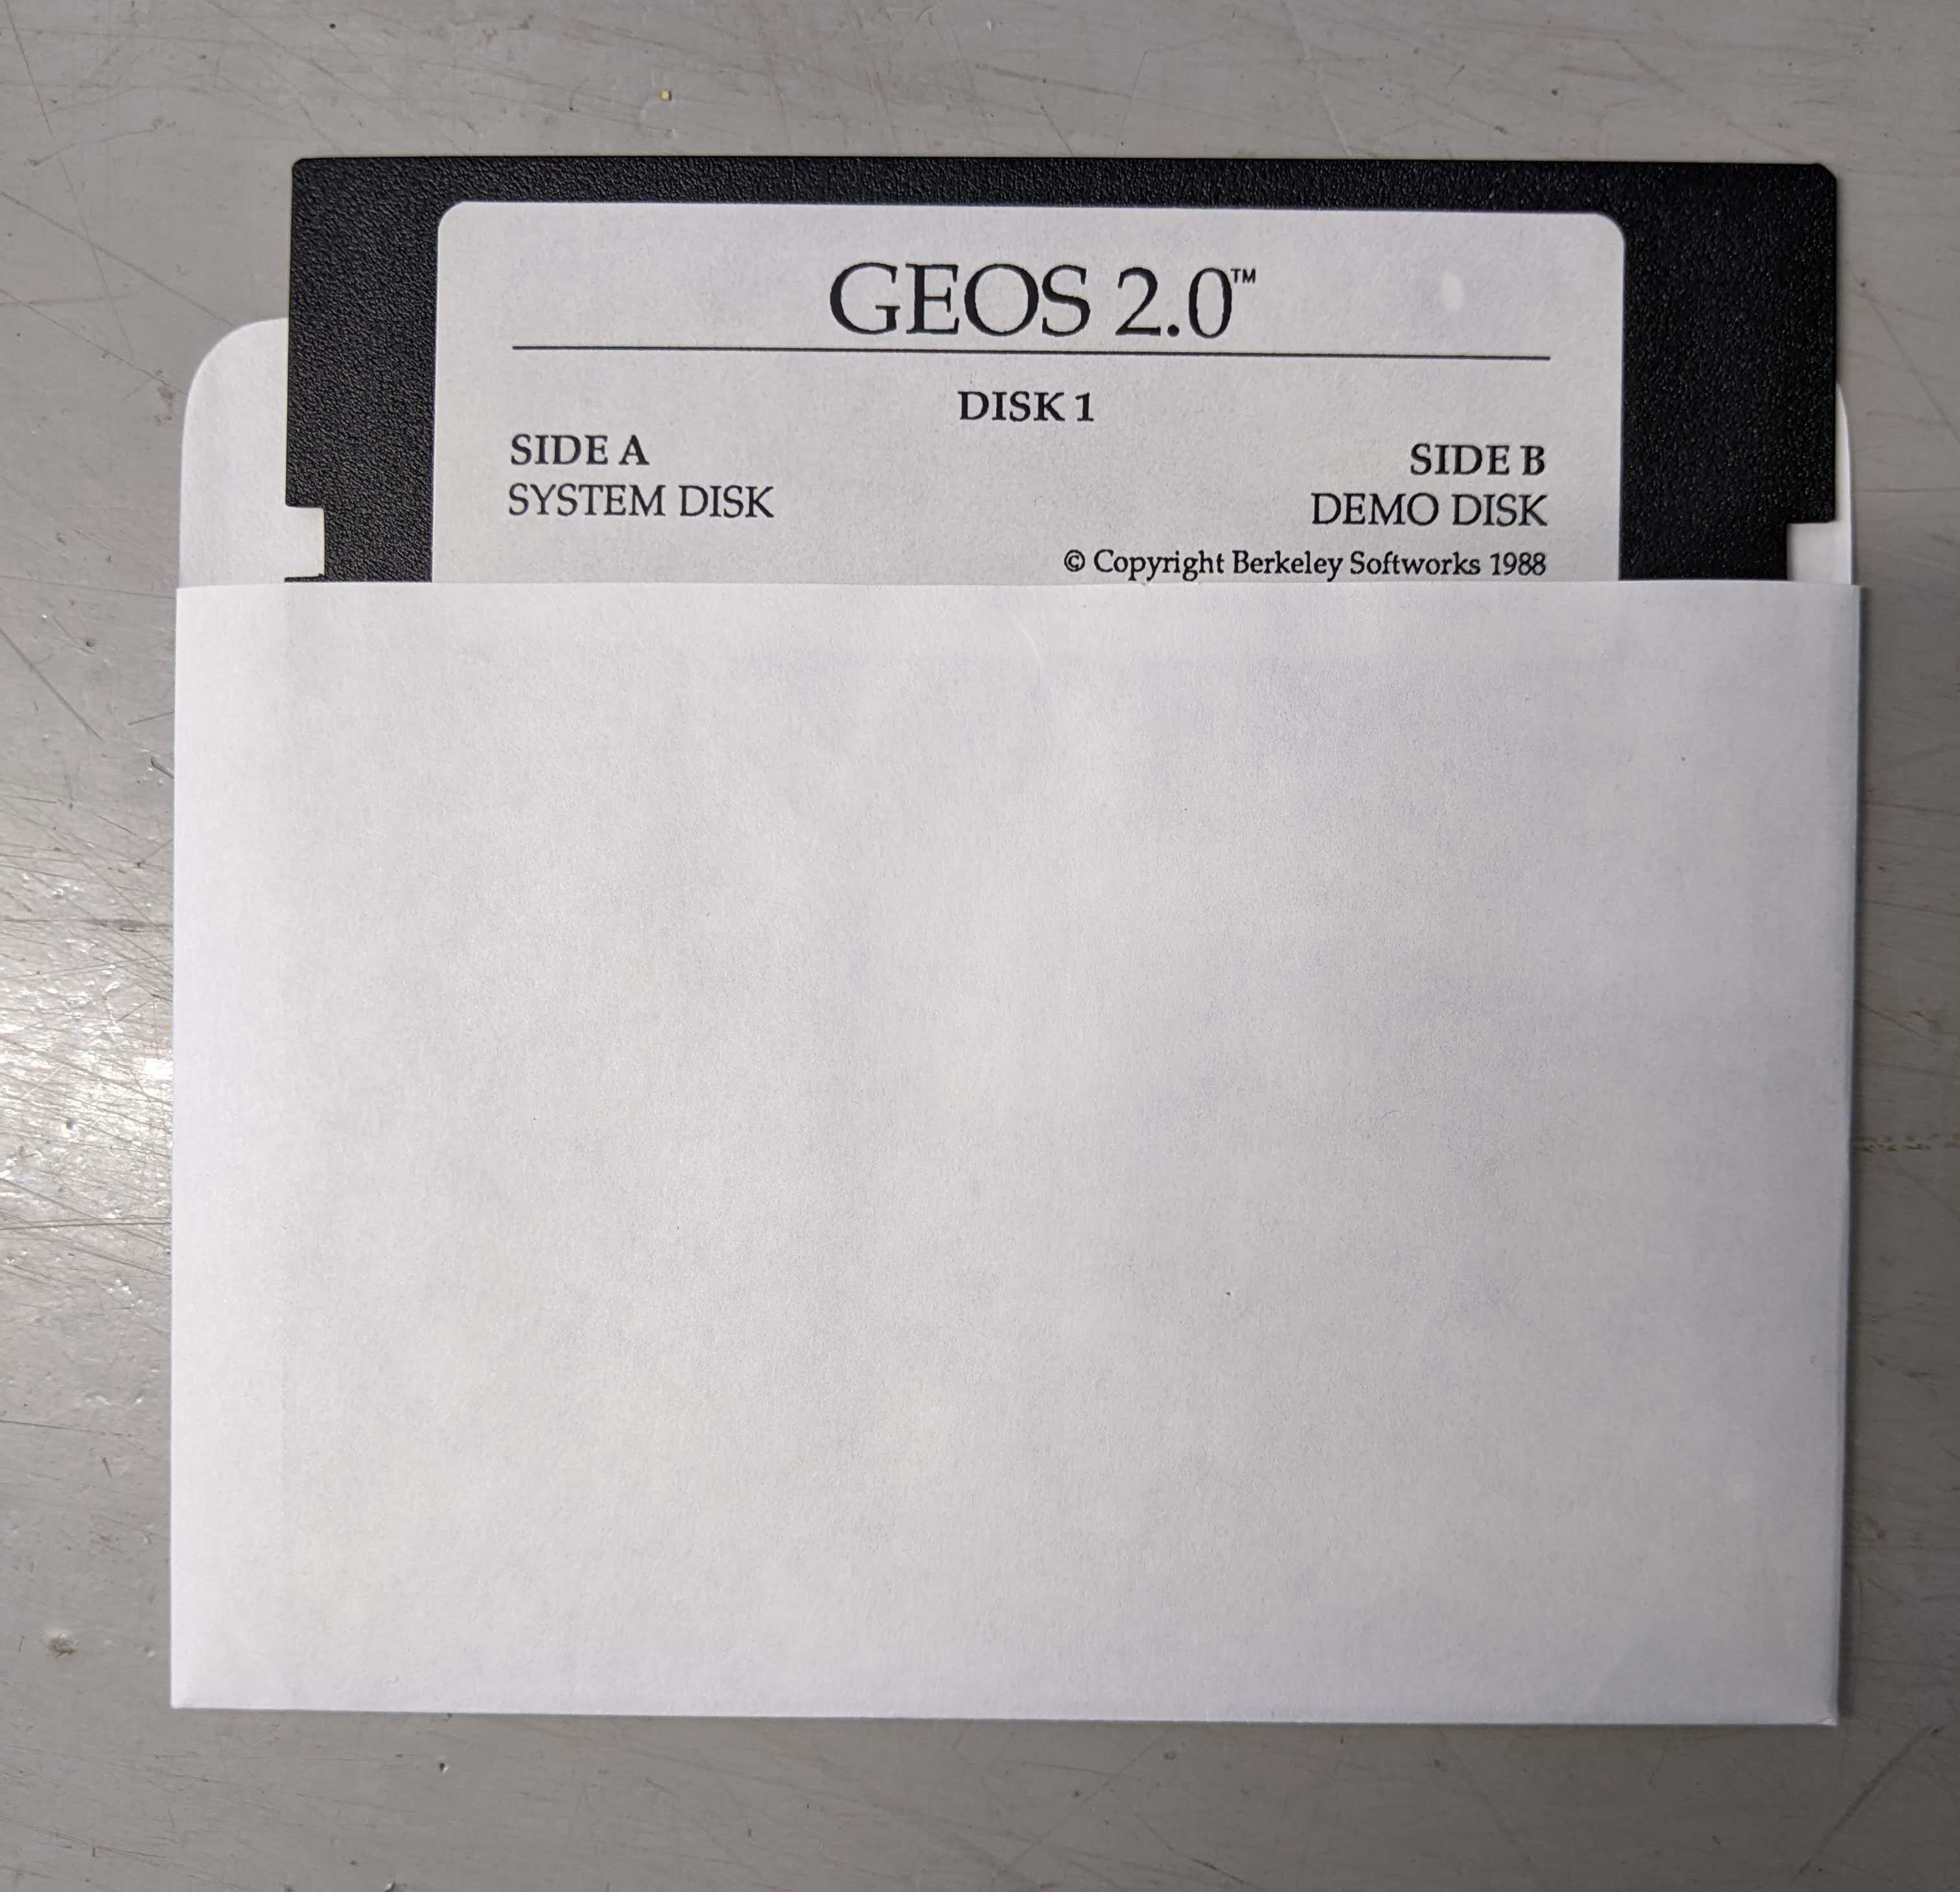 GEOS 2.0™
DISK 1
SIDE A
SYSTEM DISK
SIDE B
DEMO DISK
© Copyright Berkeley Softworks 1988